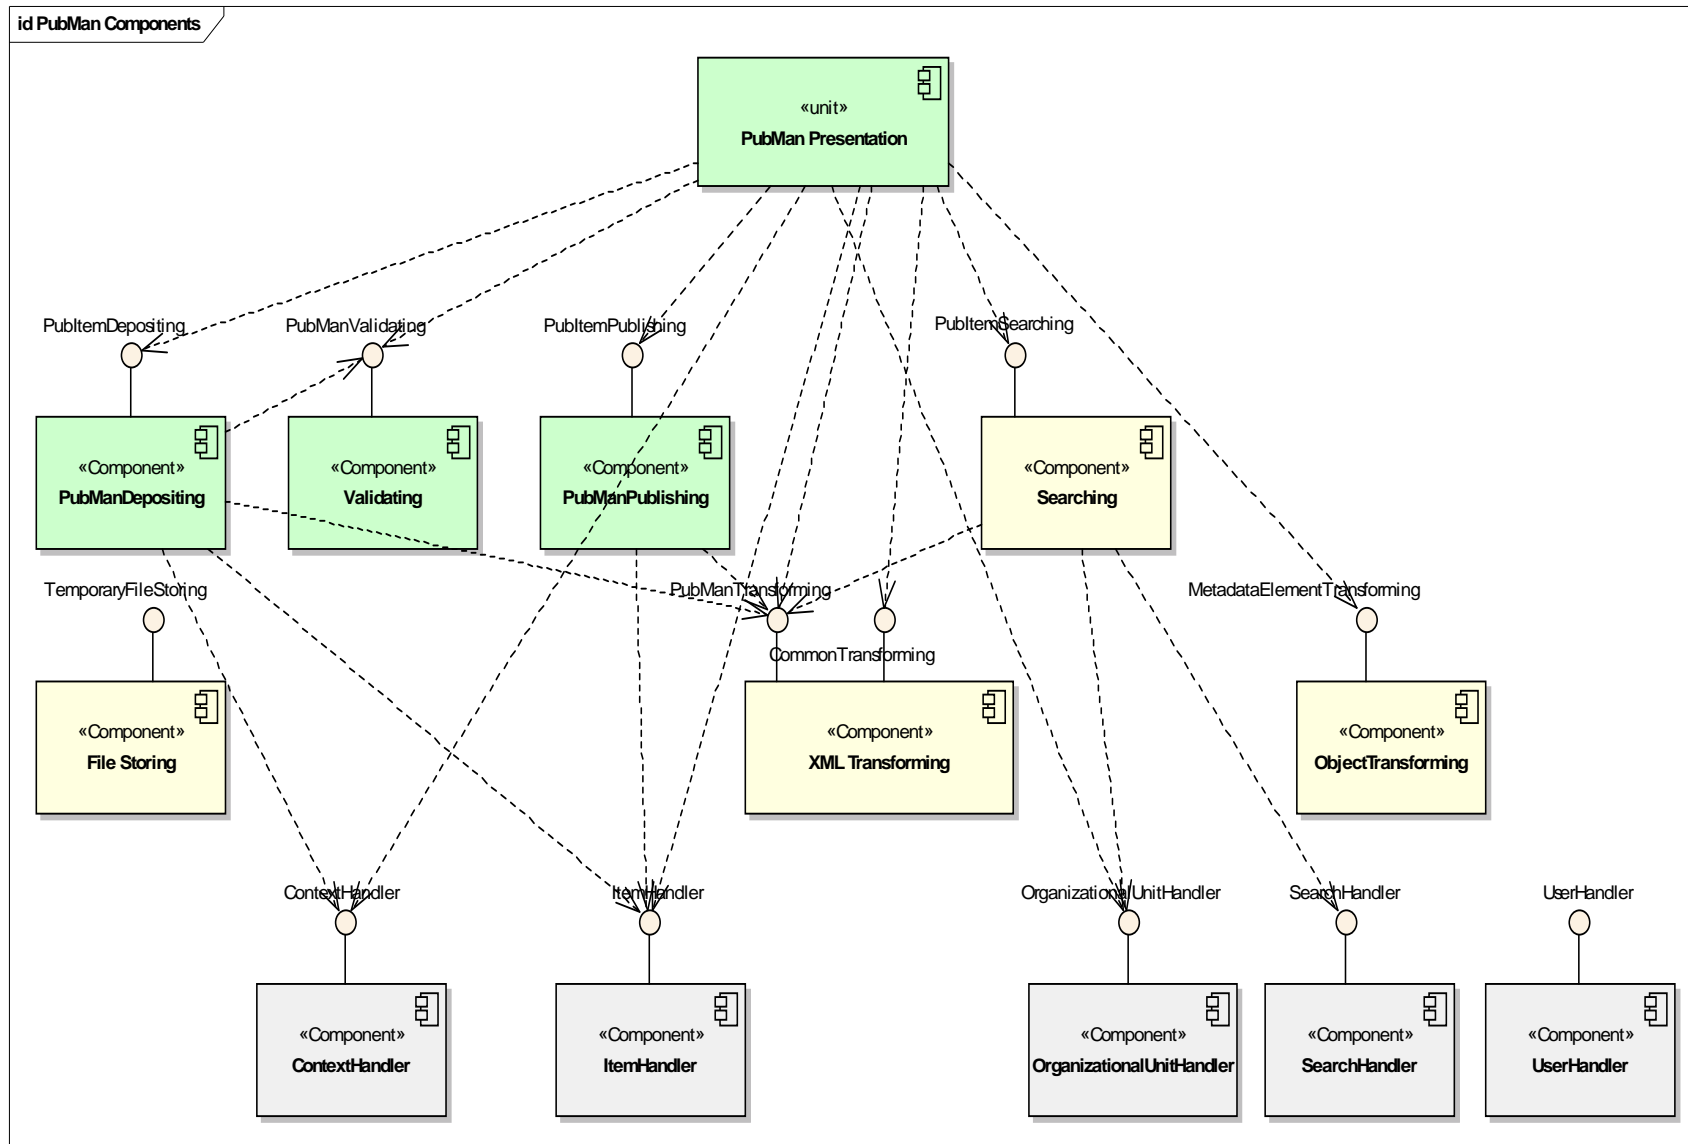 id PubMan Components
«unit»
PubMan Presentation
PubItemDepositing
PubManValidating
PubItemPublishing
PubItemSearching
«Component»
PubManDepositing
«Component»
Validating
«Component»
PubManPublishing
«Component»
Searching
TemporaryFileStoring
PubManTransforming
MetadataElementTransforming
CommonTransforming
«Component»
File Storing
«Component»
XML Transforming
«Component»
ObjectTransforming
ContextHandler
ItemHandler
OrganizationalUnitHandler
SearchHandler
UserHandler
«Component»
ContextHandler
«Component»
ItemHandler
«Component»
OrganizationalUnitHandler
«Component»
SearchHandler
«Component»
UserHandler